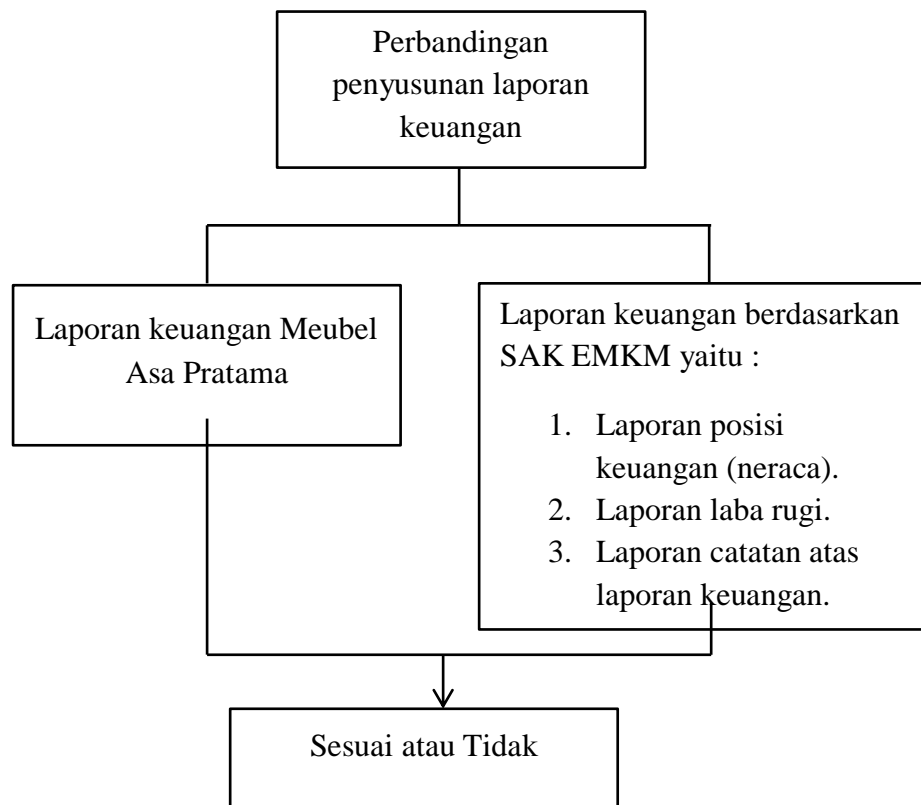 Perbandingan
penyusunan laporan
keuangan
Laporan keuangan Meubel
Asa Pratama
Laporan keuangan berdasarkan
SAK EMKM yaitu :
1. Laporan posisi
keuangan (neraca).
2. Laporan laba rugi.
3. Laporan catatan atas
laporan keuangan.
Sesuai atau Tidak